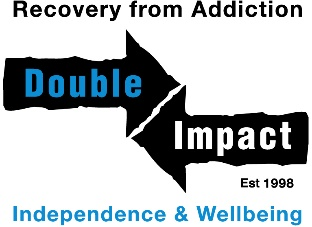 Recovery from Addiction
Double
Impact
Est 1998
Independence & Wellbeing